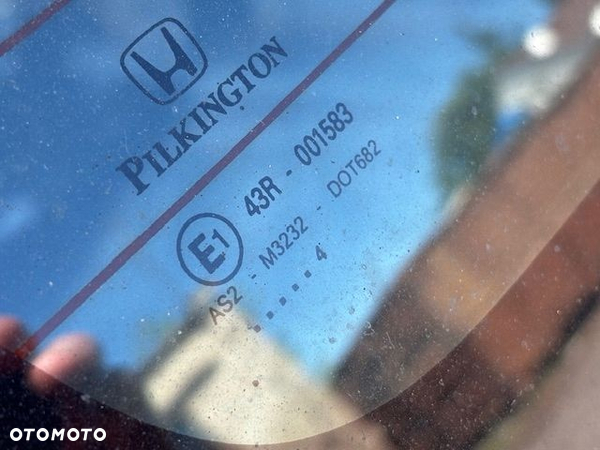 PILKINGTON
E1 43R - 001583
AS2 - M3232 - DOT682
......4
OTOMOTO